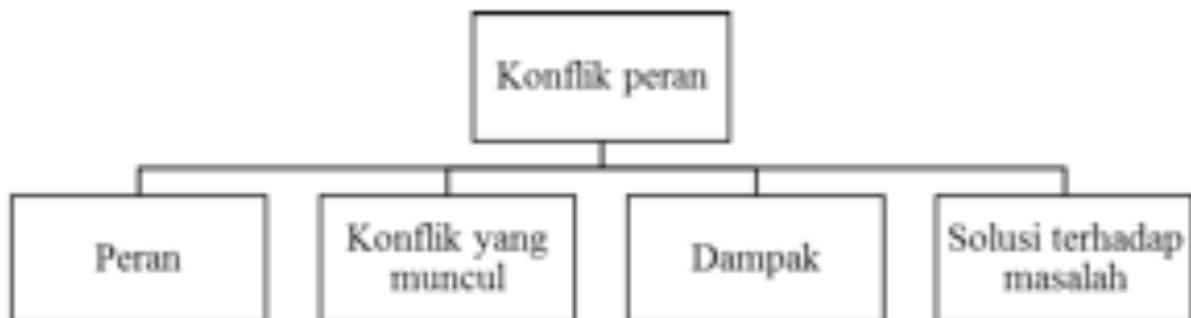 Konflik peran
Peran
Konflik yang
muncul
Dampak
Solusi terhadap
masalah